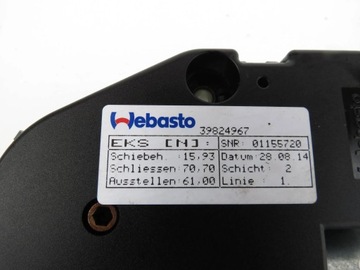 Webasto
39824967
EKS [N]: SNR: 01155720
Schiebeh : 15,93 Datum: 28.08.14
Schliessen: 70,70 Schicht: 2
Ausstellen: 61,00 Linie : 1.